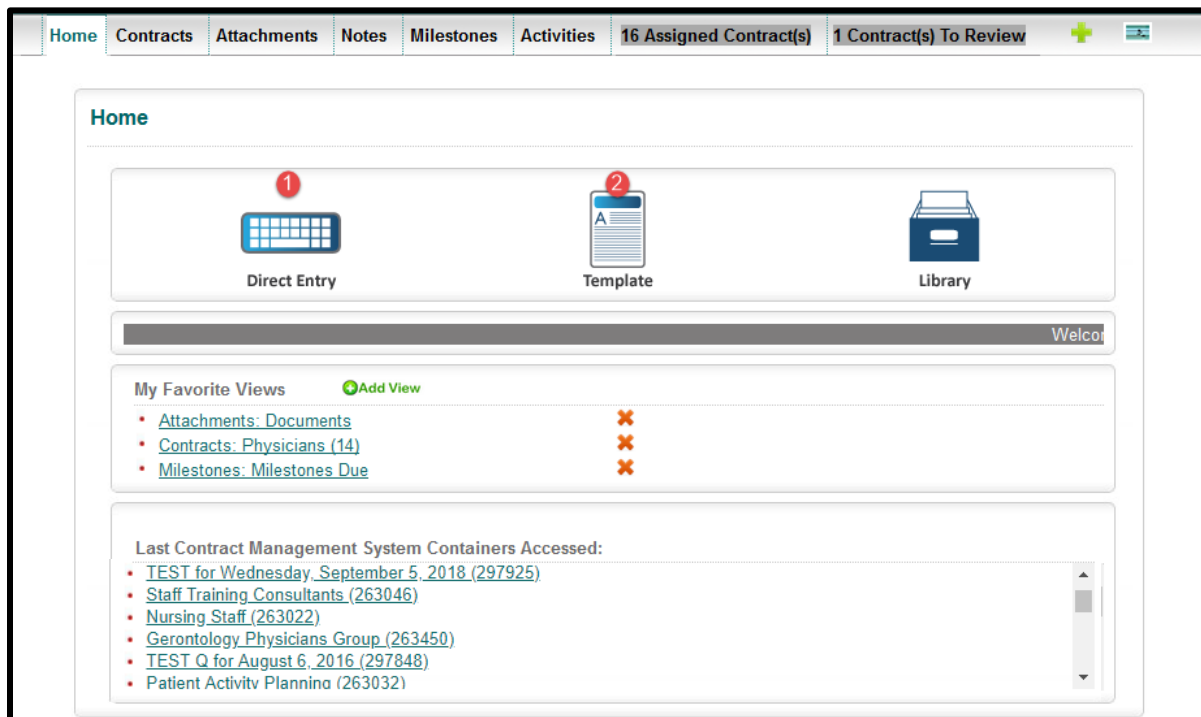 Home Contracts Attachments Notes Milestones Activities 16 Assigned Contract(s) 1 Contract(s) To Review
Home
1 2
A
Direct Entry Template Library
Welcor
My Favorite Views Add View
Attachments: Documents
Contracts: Physicians (14)
Milestones: Milestones Due
Last Contract Management System Containers Accessed:
TEST for Wednesday, September 5, 2018 (297925)
Staff Training Consultants (263046)
Nursing Staff (263022)
Gerontology Physicians Group (263450)
TEST Q for August 6, 2016 (297848)
Patient Activity Planning (263032)